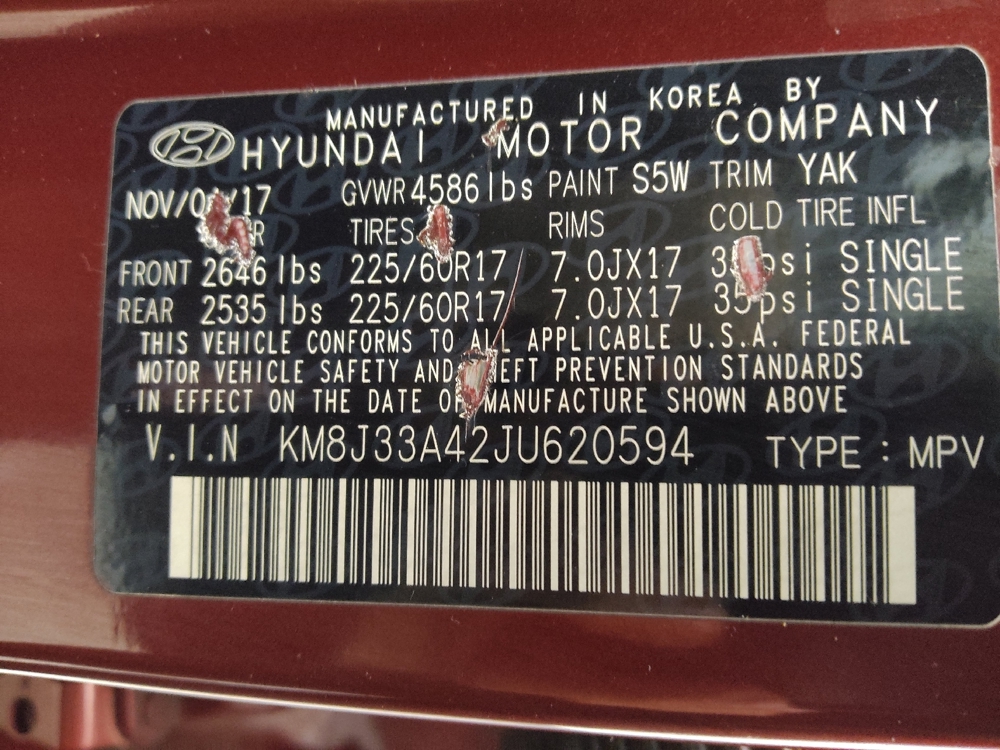 MANUFACTURED IN KOREA BY
HYUNDAI MOTOR COMPANY
GVWR 4586 lbs PAINT S5W TRIM YAK
TIRES RIMS COLD TIRE INFL
FRONT 2646 lbs 225/60R17 7.0JX17 SINGLE
REAR 2535 lbs 225/60R17 7.0JX17 35psi SINGLE
THIS VEHICLE CONFORMS TO ALL APPLICABLE U.S.A. FEDERAL
MOTOR VEHICLE SAFETY AND THEFT PREVENTION STANDARDS
IN EFFECT ON THE DATE OF MANUFACTURE SHOWN ABOVE
V.I.N KM8J33A42JU620594 TYPE : MPV